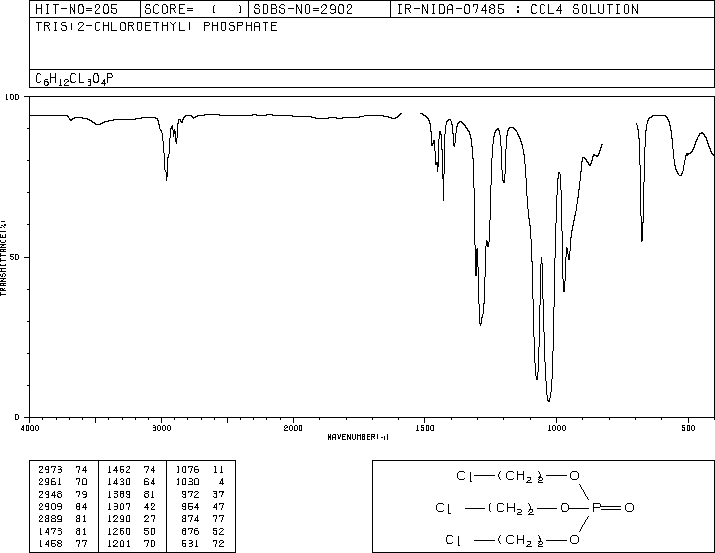 HIT-NO=205 SCORE= ( ) SDBS-NO=2902 IR-NIDA-07485 : CCL4 SOLUTION
TRIS(2-CHLOROETHYL) PHOSPHATE
C6H12CL3O4P
100
50
0
TRANSMITTANCE(%)
4000 3000 2000 1500 1000 500
WAVENUMBER(-1)
2973 74 1462 74 1076 11
2961 70 1430 64 1030 4
2948 79 1389 81 972 37
2909 84 1307 42 954 47
2889 81 1290 27 874 77
1473 81 1260 50 676 52
1458 77 1201 70 531 72
Cl (CH2)2 O
Cl (CH2)2 O P O
Cl (CH2)2 O